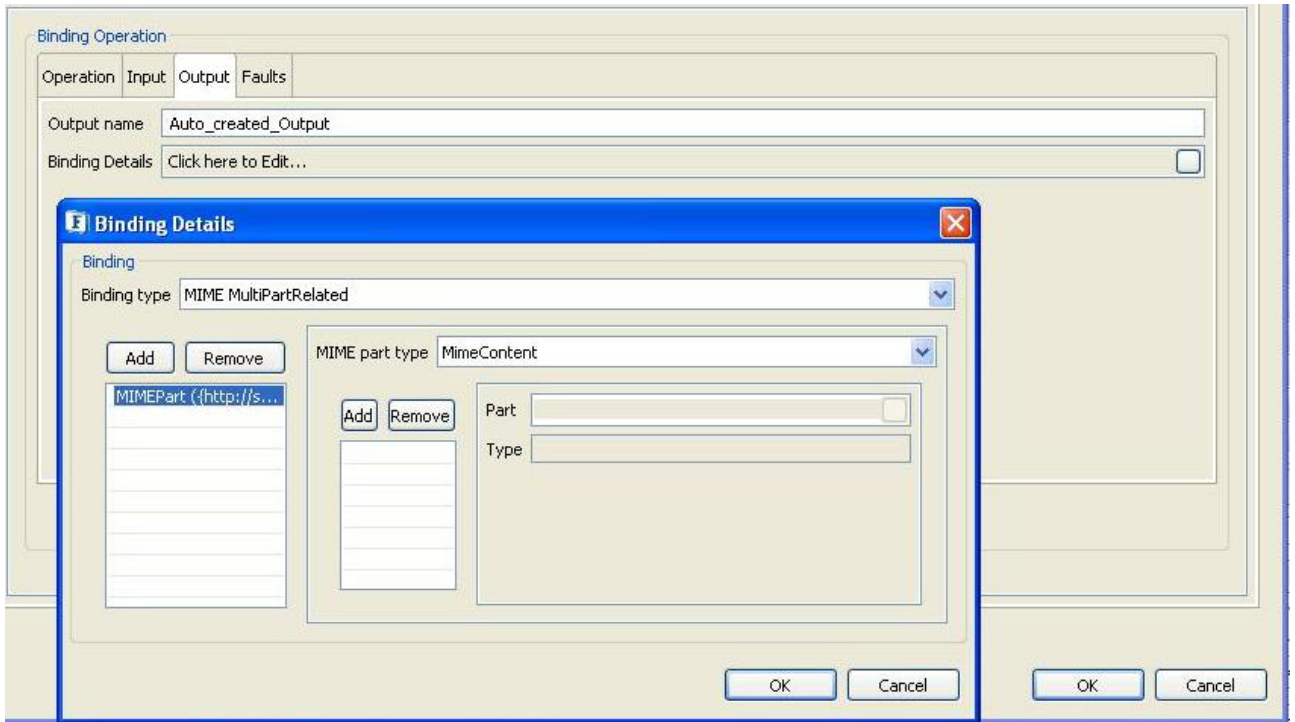 Binding Operation
Operation Input Output Faults
Output name Auto_created_Output
Binding Details Click here to Edit...
Binding Details
Binding
Binding type MIME MultiPartRelated
Add Remove
MIME part type MimeContent
MIMEPart ({http://s...
Add Remove
Part
Type
OK Cancel
OK Cancel